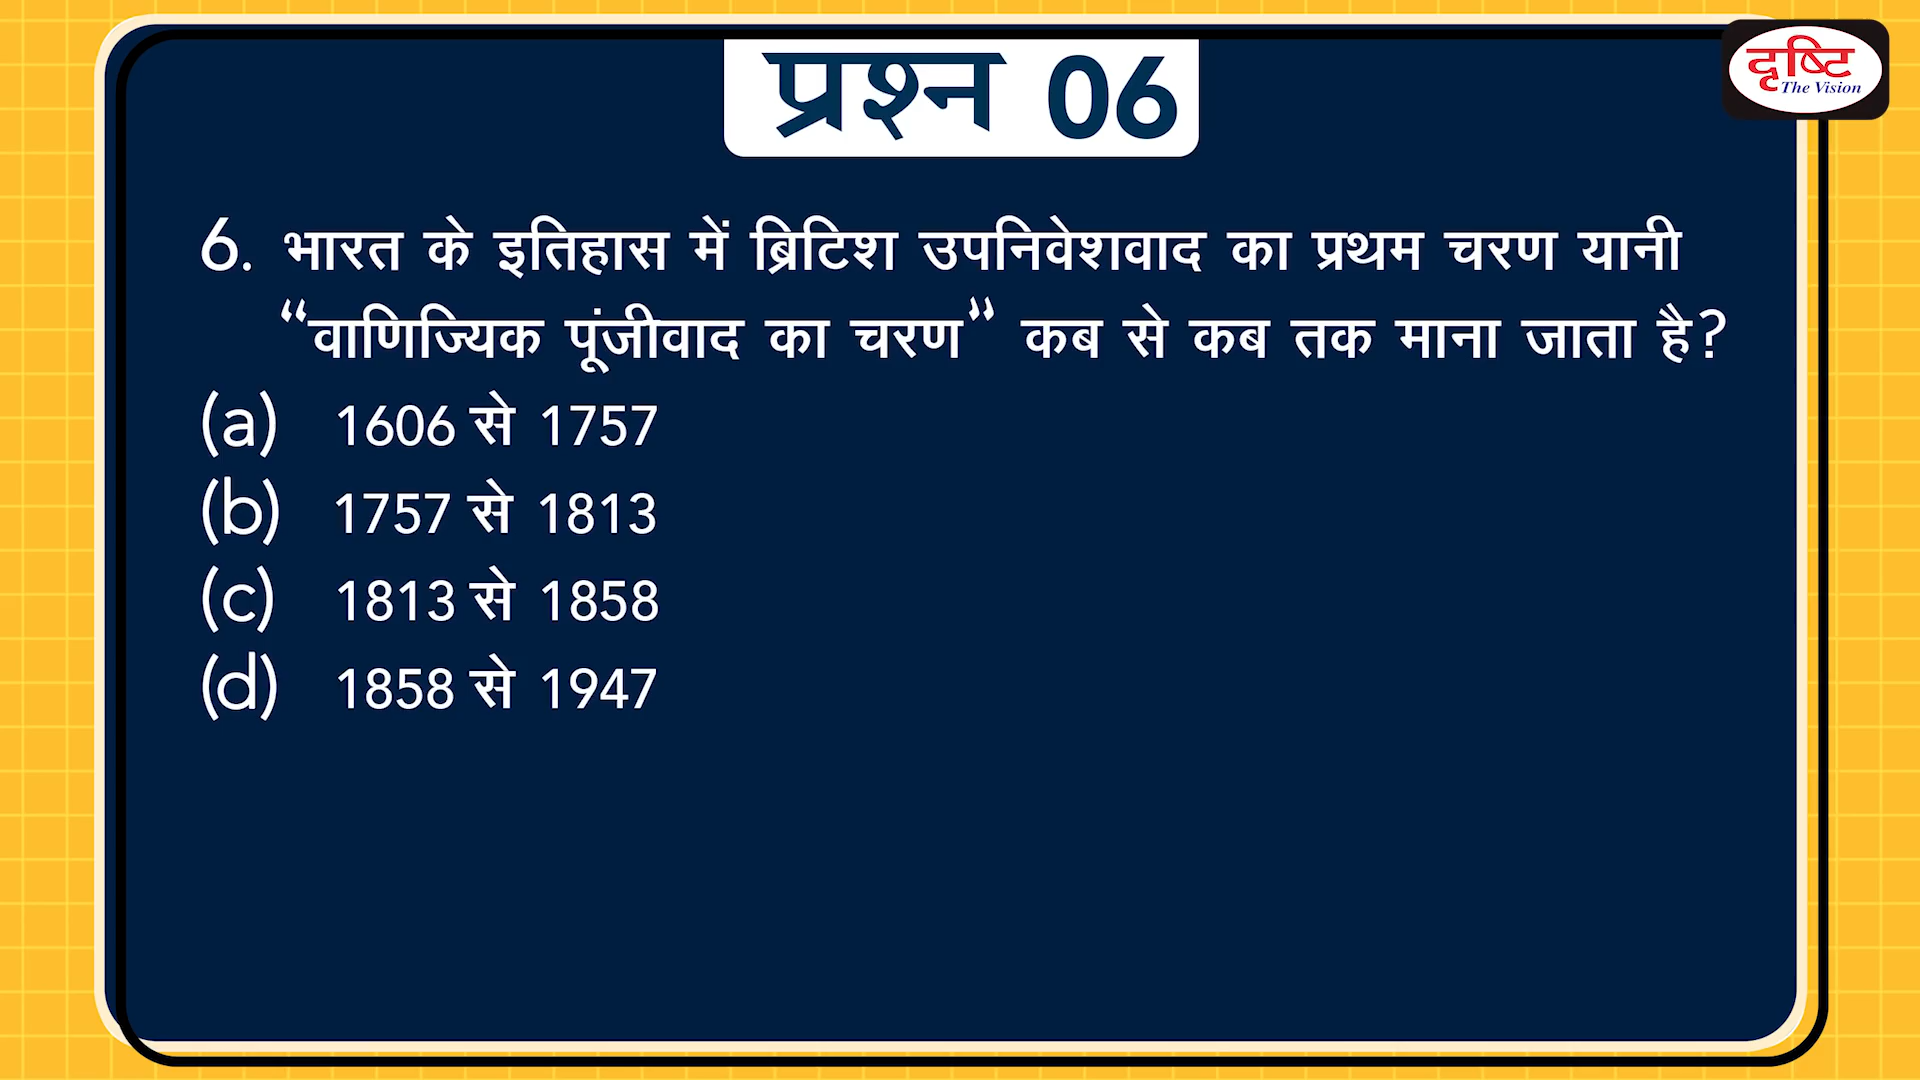 दृष्टि
The Vision
प्रश्न 06
6. भारत के इतिहास में ब्रिटिश उपनिवेशवाद का प्रथम चरण यानी
“वाणिज्यिक पूंजीवाद का चरण” कब से कब तक माना जाता है?
(a) 1606 से 1757
(b) 1757 से 1813
(c) 1813 से 1858
(d) 1858 से 1947